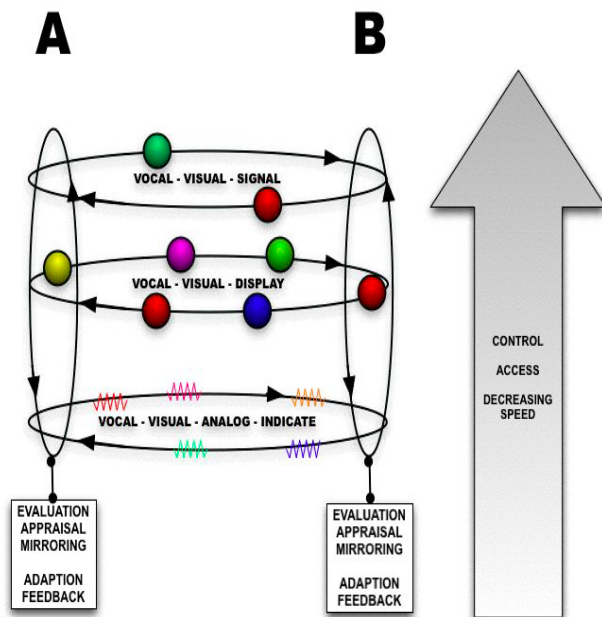 A
B
VOCAL - VISUAL - SIGNAL
VOCAL - VISUAL - DISPLAY
VOCAL - VISUAL - ANALOG - INDICATE
EVALUATION
APPRAISAL
MIRRORING
ADAPTION
FEEDBACK
EVALUATION
APPRAISAL
MIRRORING
ADAPTION
FEEDBACK
CONTROL
ACCESS
DECREASING
SPEED